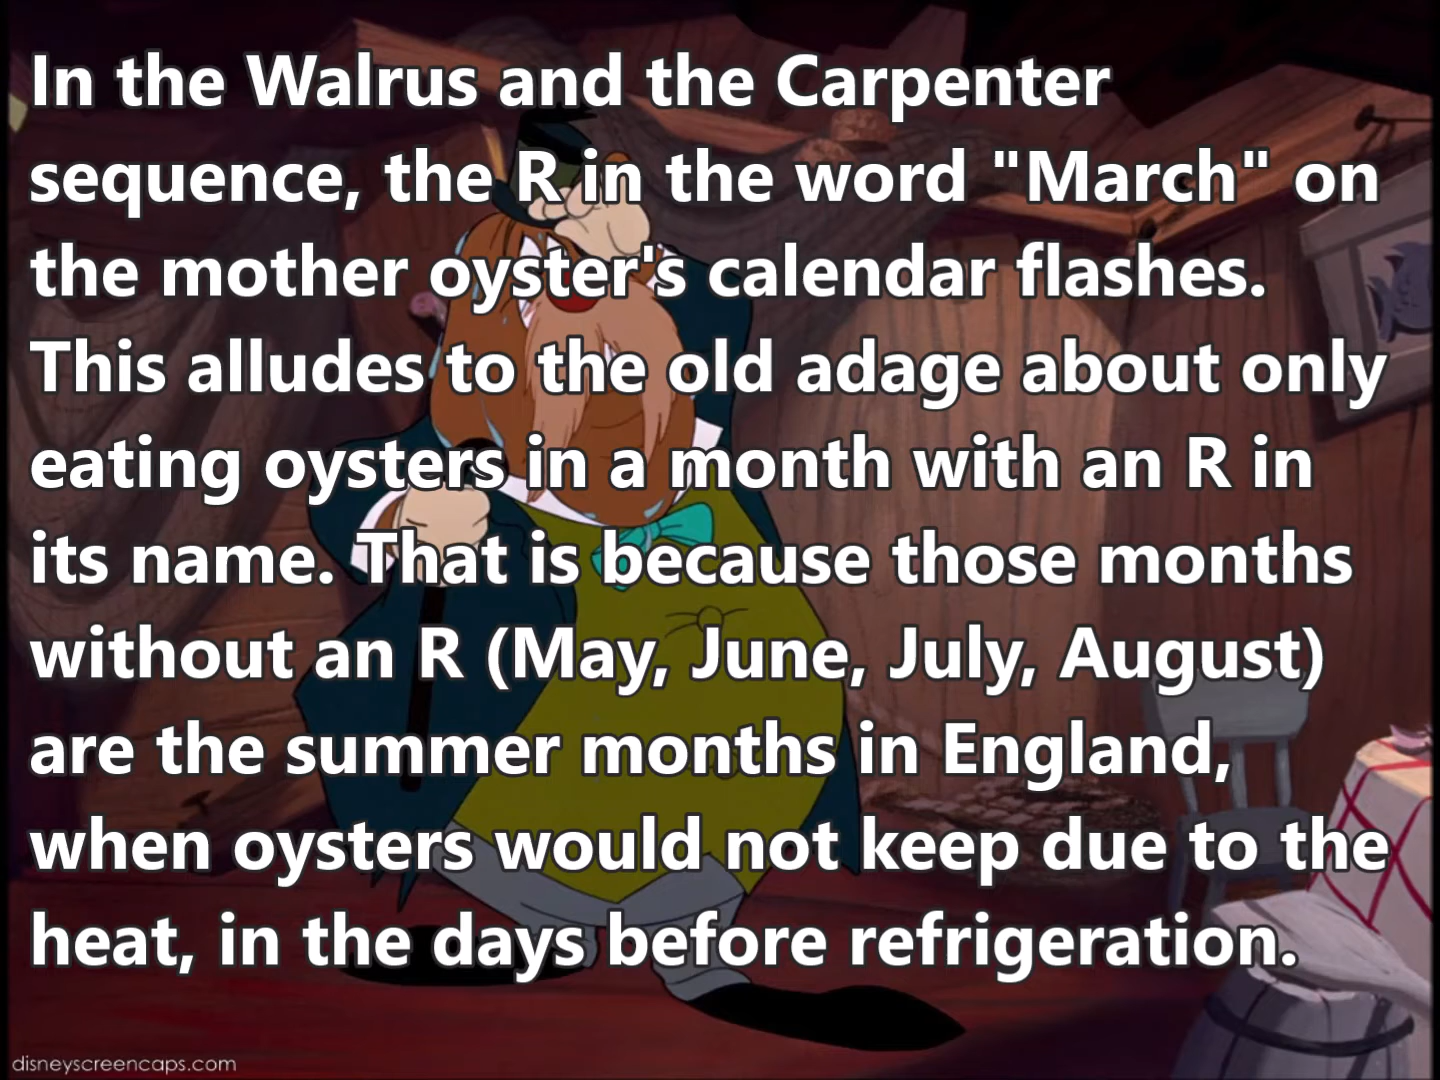 In the Walrus and the Carpenter
sequence, the R in the word "March" on
the mother oyster's calendar flashes.
This alludes to the old adage about only
eating oysters in a month with an R in
its name. That is because those months
without an R (May, June, July, August)
are the summer months in England,
when oysters would not keep due to the
heat, in the days before refrigeration.
disneyscreencaps.com